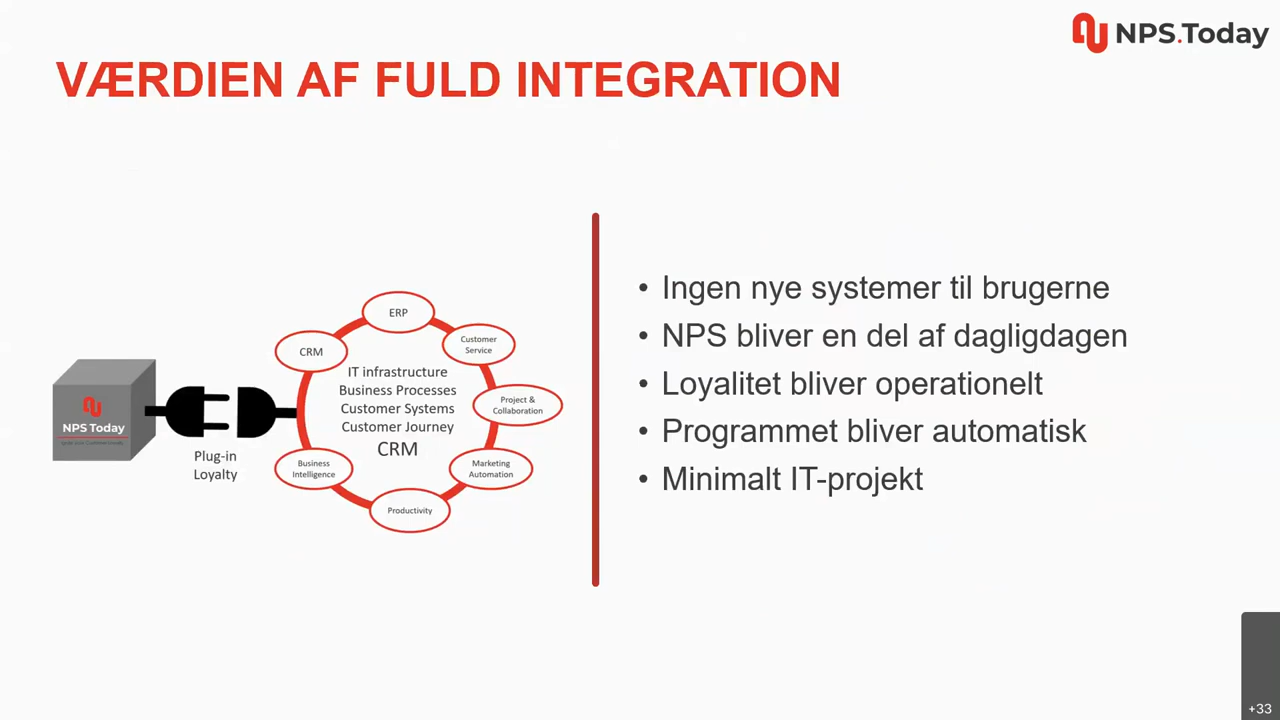 NPS.Today
VÆRDIEN AF FULD INTEGRATION
NPS Today
Plug-in
Loyalty
ERP
CRM
Customer
Service
Project &
Collaboration
Marketing
Automation
Productivity
Business
Intelligence
IT infrastructure
Business Processes
Customer Systems
Customer Journey
CRM
• Ingen nye systemer til brugerne
• NPS bliver en del af dagligdagen
• Loyalitet bliver operationelt
• Programmet bliver automatisk
• Minimalt IT-projekt
+33